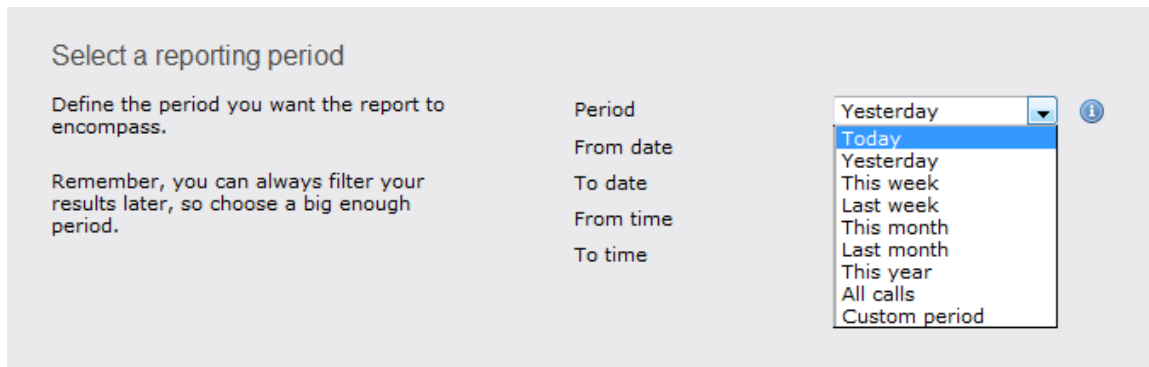 Select a reporting period
Define the period you want the report to
encompass.
Remember, you can always filter your
results later, so choose a big enough
period.
Period
From date
To date
From time
To time
Yesterday
Today
Yesterday
This week
Last week
This month
Last month
This year
All calls
Custom period